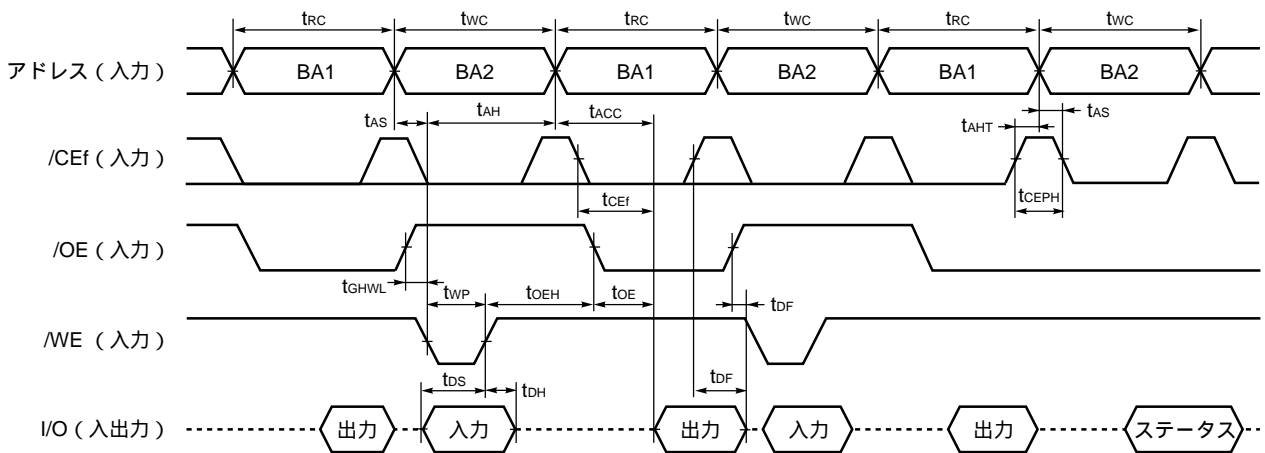 tRC tWC tRC tWC tRC tWC
アドレス（入力） BA1 BA2 BA1 BA2 BA1 BA2
tAS tAH tACC tAHT tAS
/CEf（入力）
tCEf tCEPH
/OE（入力）
tGHWL tWP tOEH tOE tDF
/WE（入力）
tDS tDH tDF
I/O（入出力） 出力 入力 出力 入力 出力 ステータス